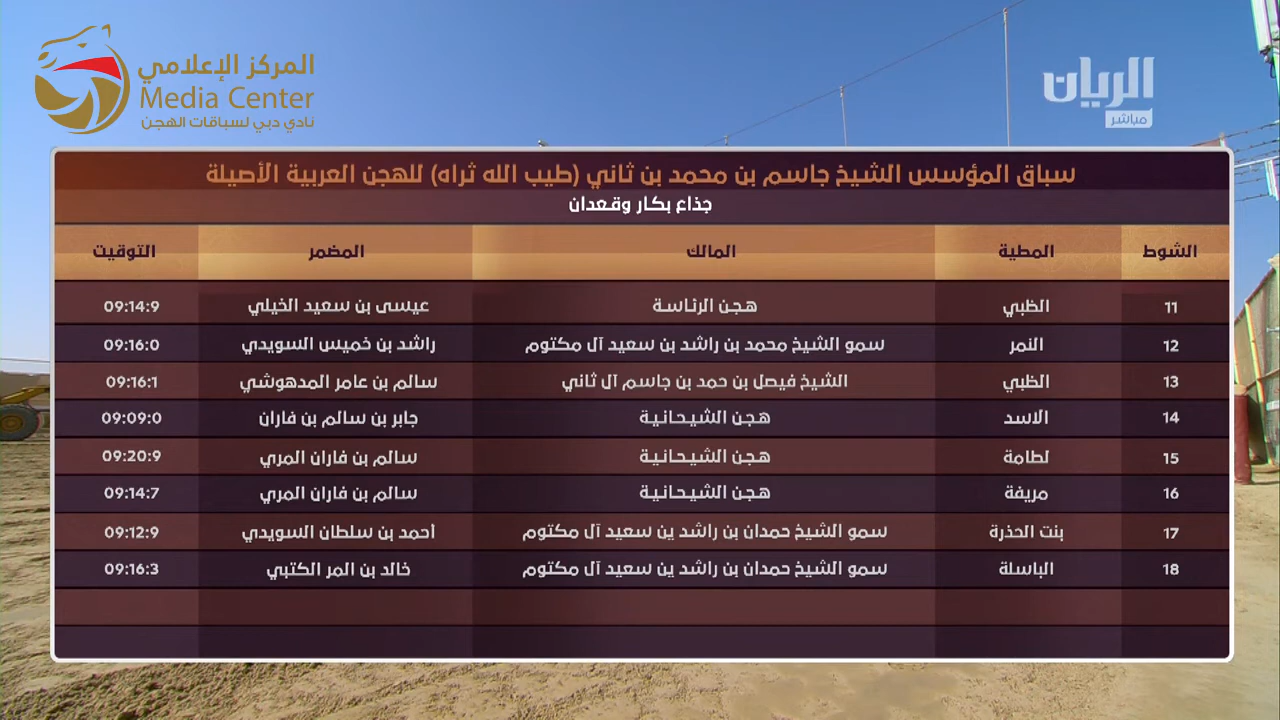 المركز الإعلامي
Media Center
نادي دبي لسباقات الهجن
الريان
مباشر
سباق المؤسس الشيخ جاسم بن محمد بن ثاني (طيب الله ثراه) للهجن العربية الأصيلة
جذاع بكار وقعدان
الشوط المطية المالك المضمر التوقيت
11 الظبي هجن الرئاسة عيسى بن سعيد الخيلي 09:14:9
12 النمر سمو الشيخ محمد بن راشد بن سعيد آل مكتوم راشد بن خميس السويدي 09:16:0
13 الظبي الشيخ فيصل بن حمد بن جاسم آل ثاني سالم بن عامر المدهوشي 09:16:1
14 الاسد هجن الشيحانية جابر بن سالم بن فاران 09:09:0
15 لطامة هجن الشيحانية سالم بن فاران المري 09:20:9
16 مريفة هجن الشيحانية سالم بن فاران المري 09:14:7
17 بنت الحذرة سمو الشيخ حمدان بن راشد ين سعيد آل مكتوم احمد بن سلطان السويدي 09:12:9
18 الباسلة سمو الشيخ حمدان بن راشد ين سعيد آل مكتوم خالد بن المر الكتبي 09:16:3